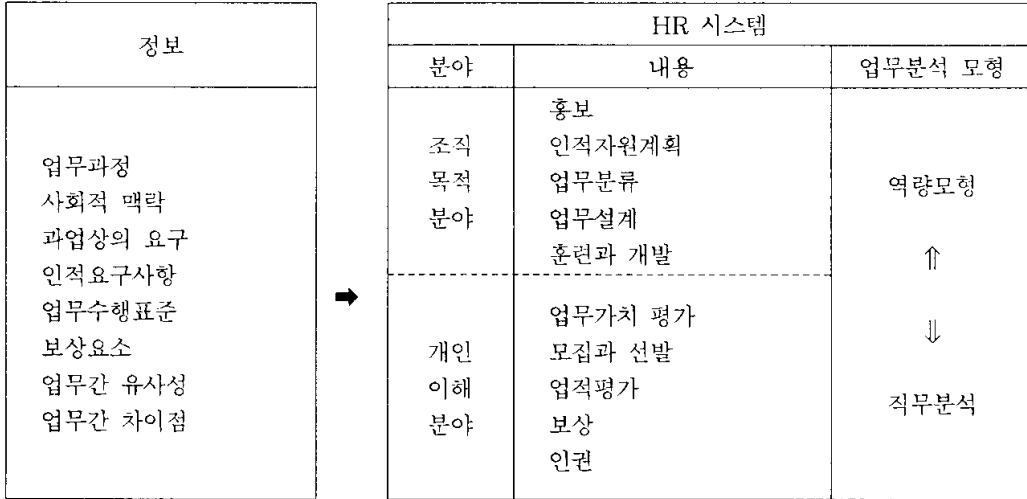 정보
업무과정
사회적 맥락
과업상의 요구
인적요구사항
업무수행표준
보상요소
업무간 유사성
업무간 차이점
➡
HR 시스템
분야
내용
업무분석 모형
조직
목적
분야
홍보
인적자원계획
업무분류
업무설계
훈련과 개발
개인
이해
분야
업무가치 평가
모집과 선발
업적평가
보상
인권
역량모형
⇑
⇓
직무분석